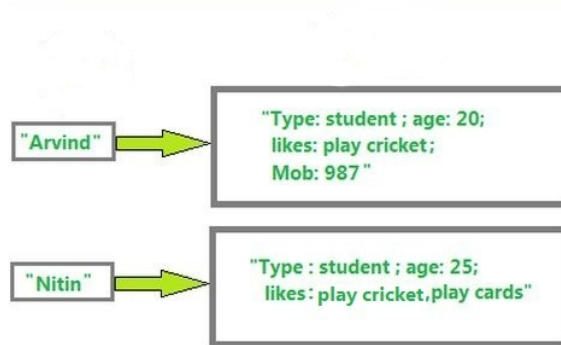 "Arvind"
"Type: student ; age: 20;
likes: play cricket;
Mob: 987 "
"Nitin"
"Type : student ; age: 25;
likes: play cricket,play cards"